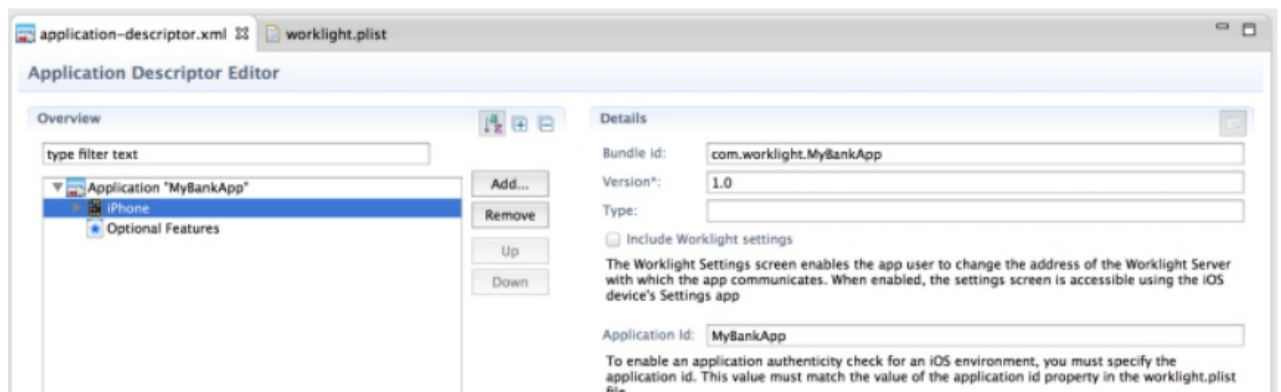 application-descriptor.xml worklight.plist
Application Descriptor Editor
Overview
type filter text
Application "MyBankApp"
iPhone
Optional Features
Add...
Remove
Up
Down
Details
Bundle id: com.worklight.MyBankApp
Version*: 1.0
Type:
Include Worklight settings
The Worklight Settings screen enables the app user to change the address of the Worklight Server
with which the app communicates. When enabled, the settings screen is accessible using the iOS
device's Settings app
Application Id: MyBankApp
To enable an application authenticity check for an iOS environment, you must specify the
application id. This value must match the value of the application id property in the worklight.plist